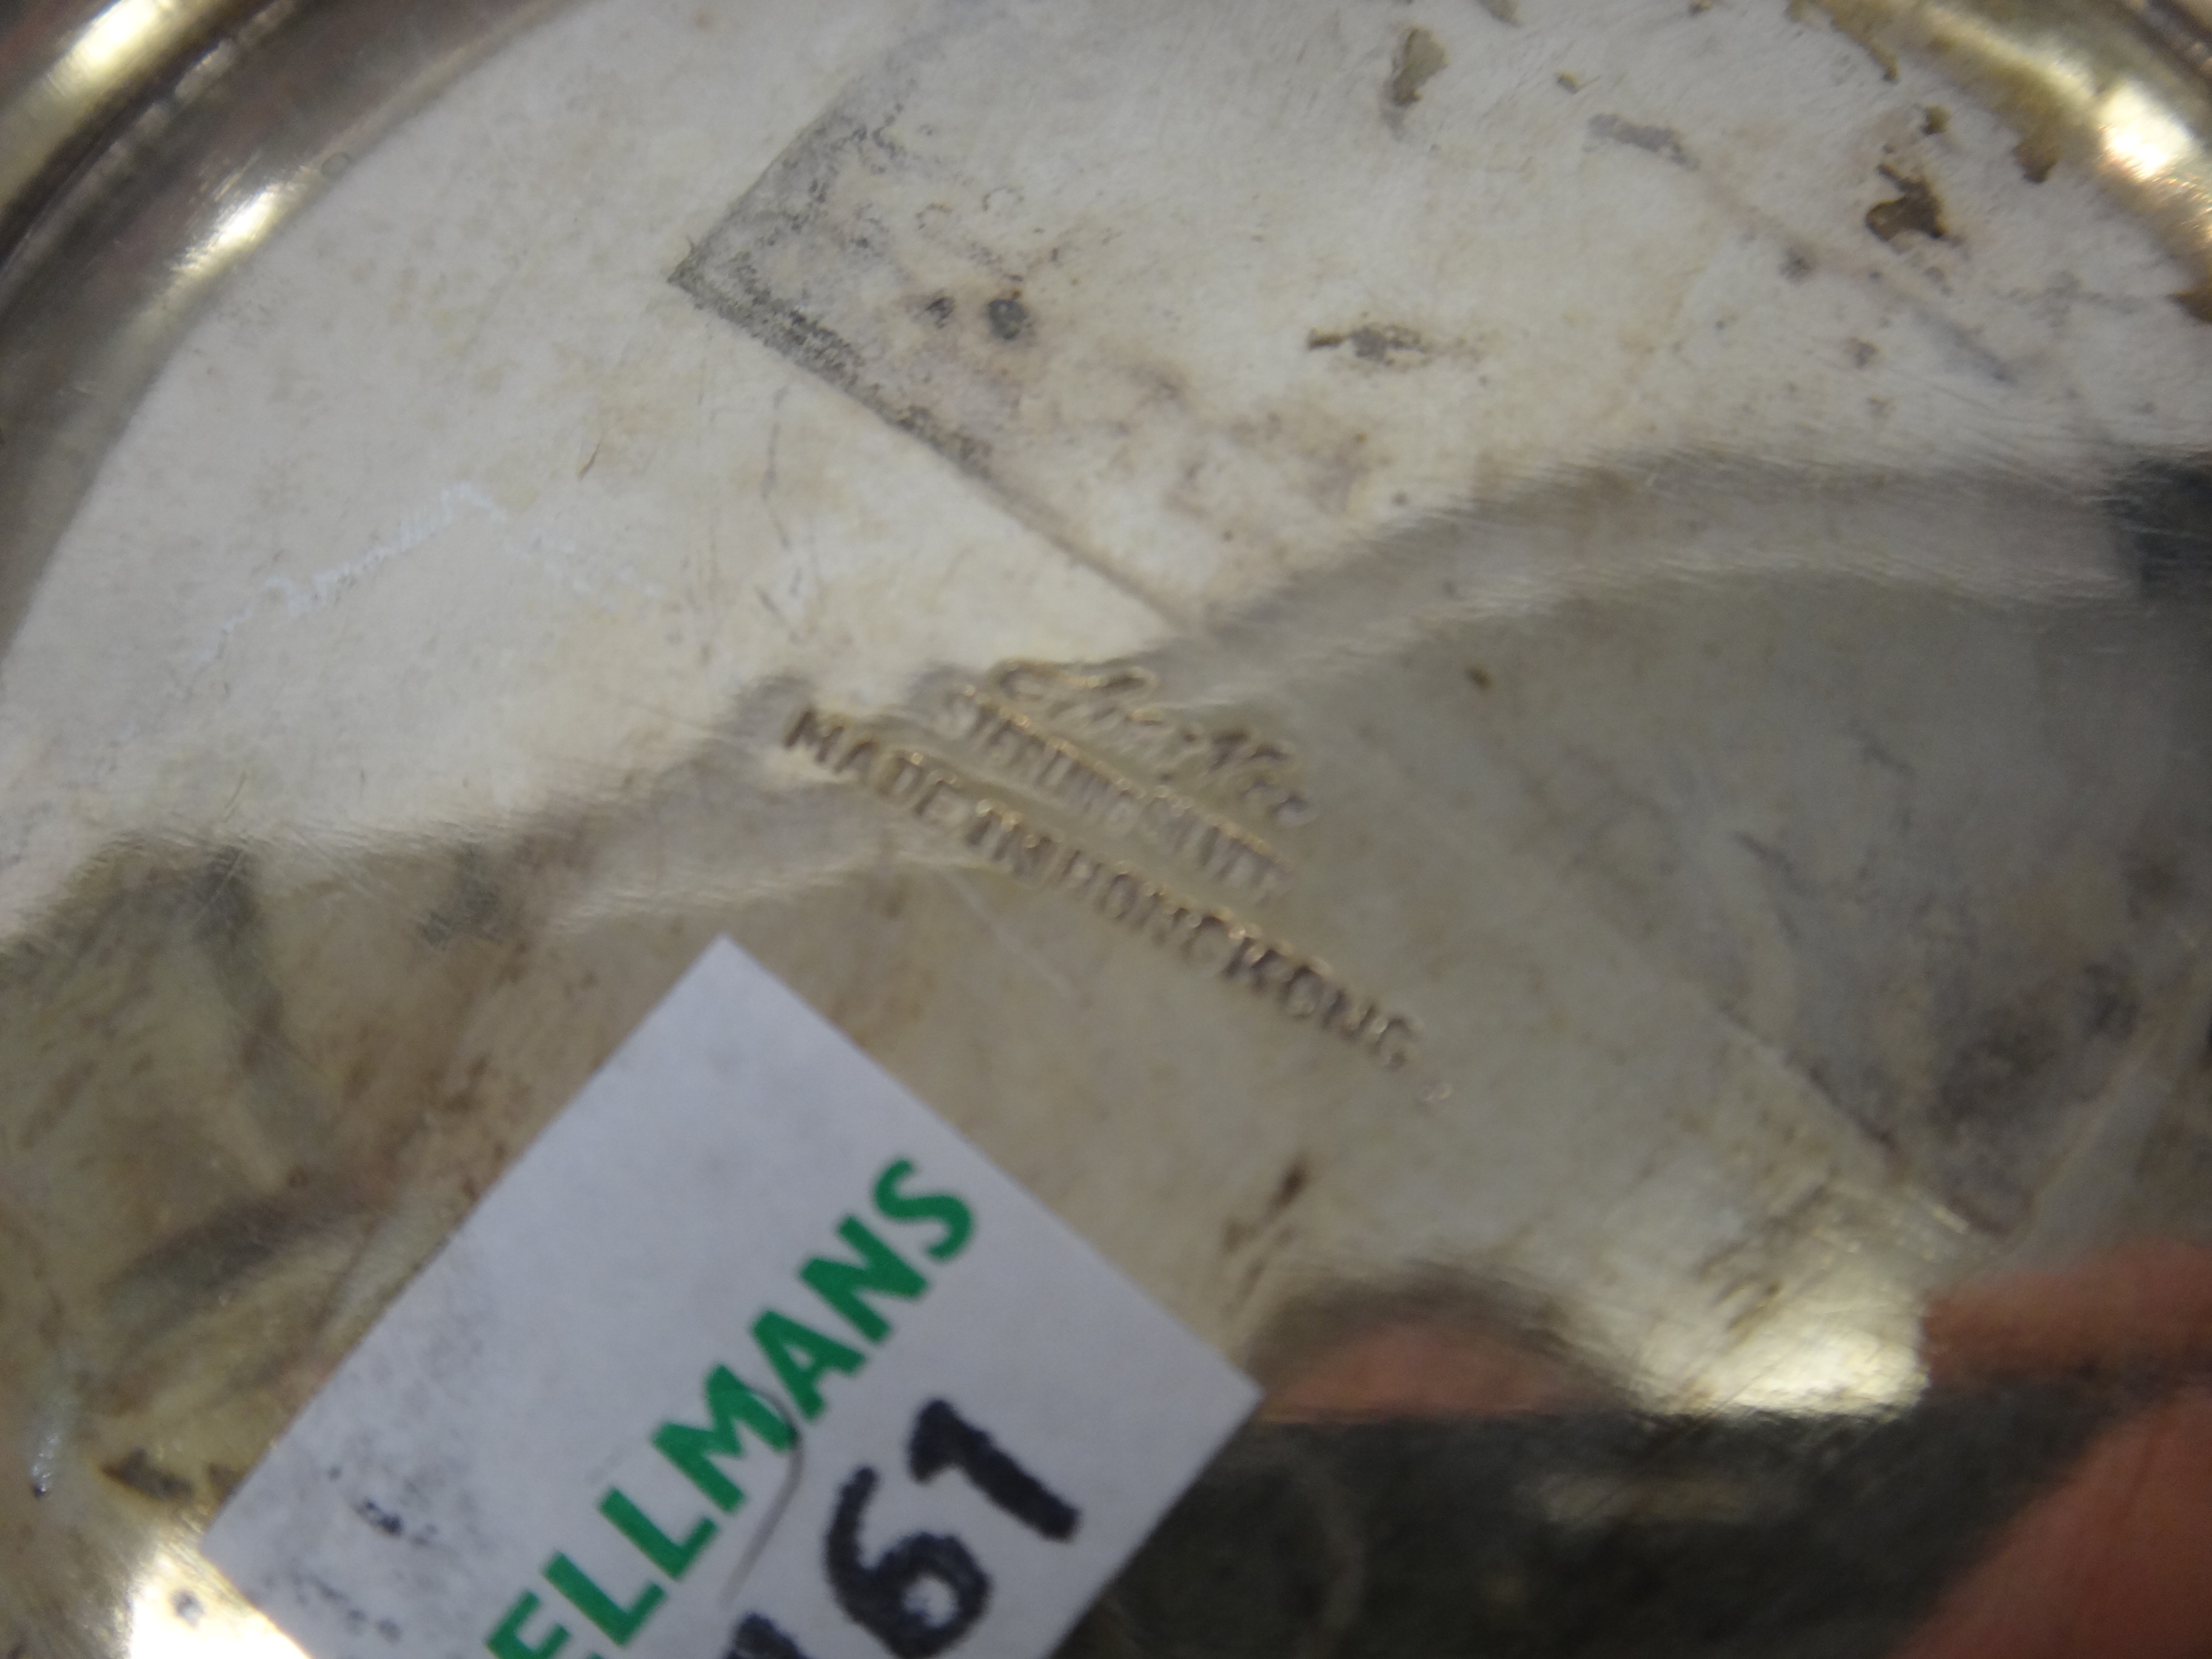 STERLING SILVER
MADE IN HONG KONG
ELLMANS
61